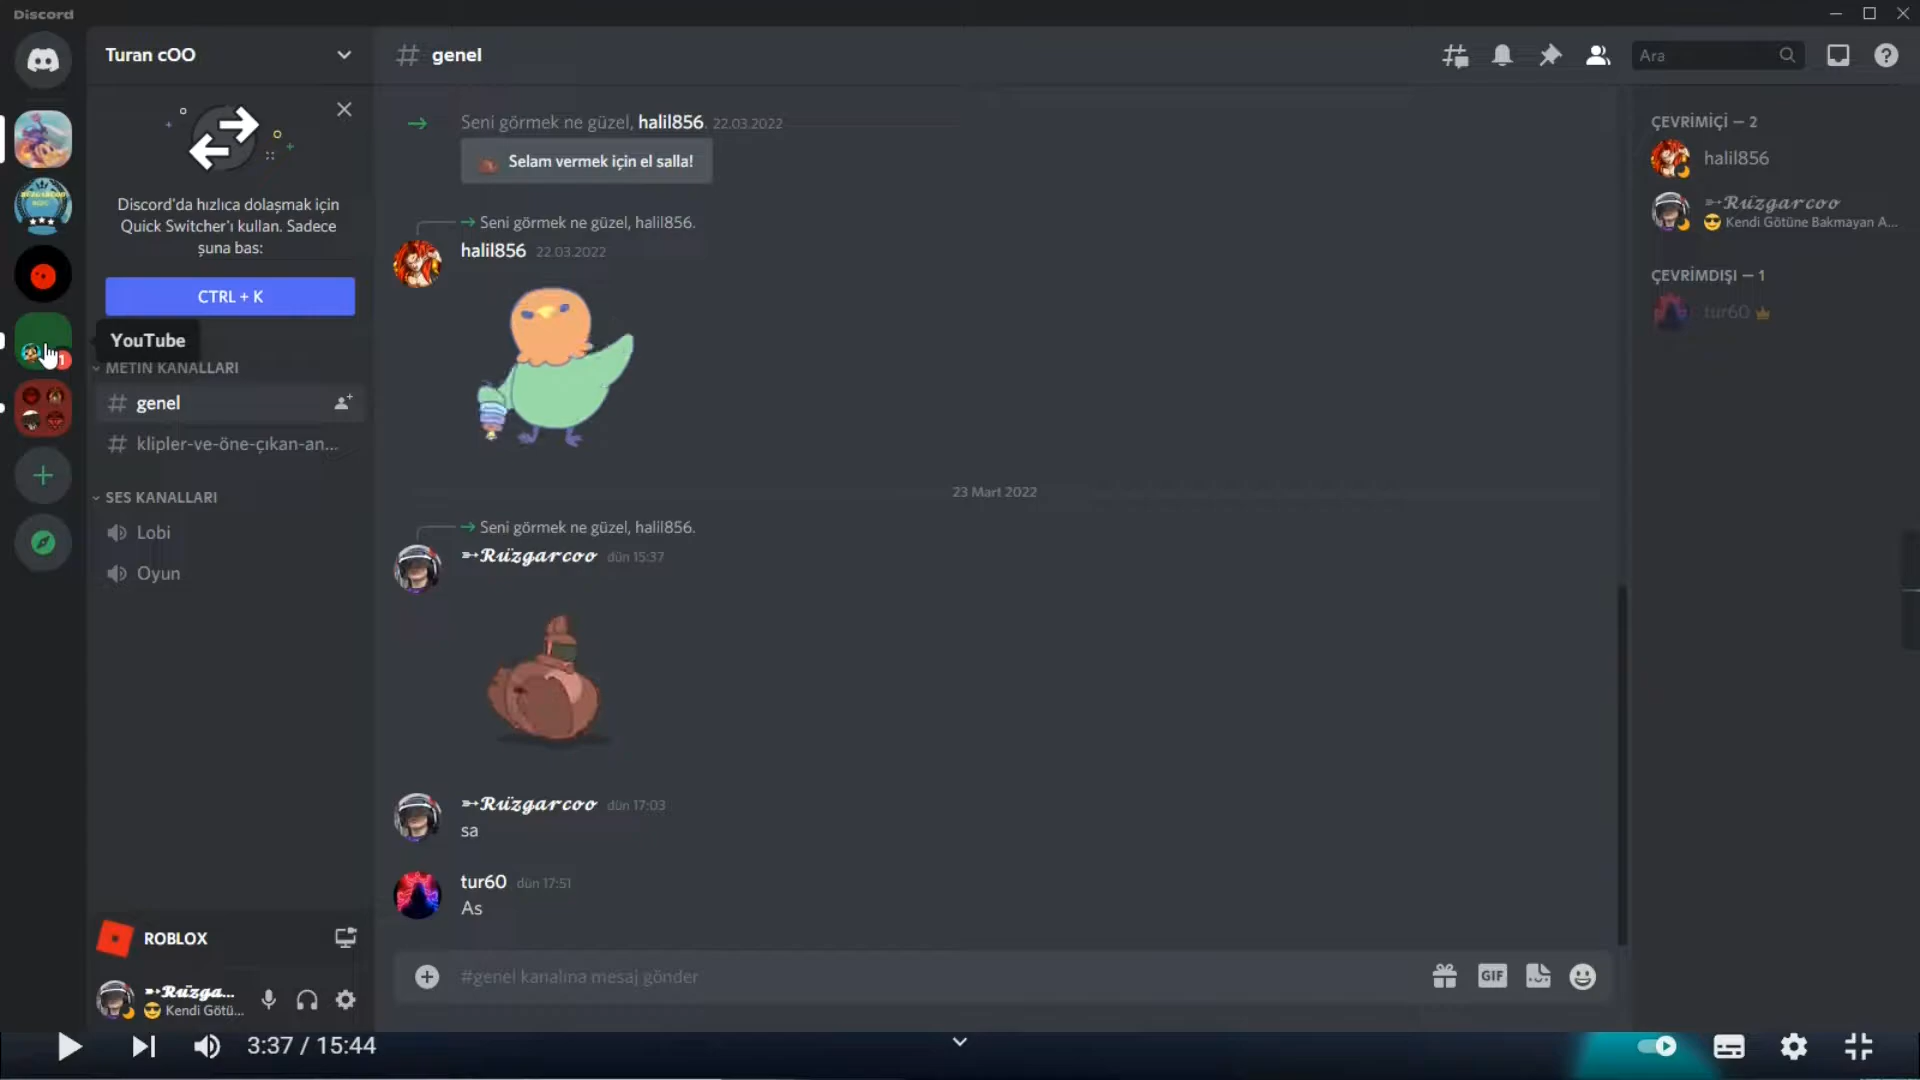 Discord
Turan cOO
Discord'da hızlıca dolaşmak için
Quick Switcher'ı kullan. Sadece
şuna bas:
CTRL + K
YouTube
METIN KANALLARI
genel
klipler-ve-öne-çıkan-an...
SES KANALLARI
Lobi
Oyun
ROBLOX
➳𝓡𝓾̈𝔃𝓰𝓪...
😎 Kendi Götü...
# genel
Ara
Seni görmek ne güzel, halil856. 22.03.2022
Selam vermek için el salla!
Seni görmek ne güzel, halil856.
halil856 22.03.2022
23 Mart 2022
Seni görmek ne güzel, halil856.
➳𝓡𝓾̈𝔃𝓰𝓪𝓻𝓬𝓸𝓸 dün 15:37
➳𝓡𝓾̈𝔃𝓰𝓪𝓻𝓬𝓸𝓸 dün 17:03
sa
tur60 dün 17:51
As
#genel kanalına mesaj gönder
GIF
ÇEVRİMİÇİ — 2
halil856
➳𝓡𝓾̈𝔃𝓰𝓪𝓻𝓬𝓸𝓸
😎 Kendi Götüne Bakmayan A...
ÇEVRİMDIŞI — 1
tur60
3:37 / 15:44